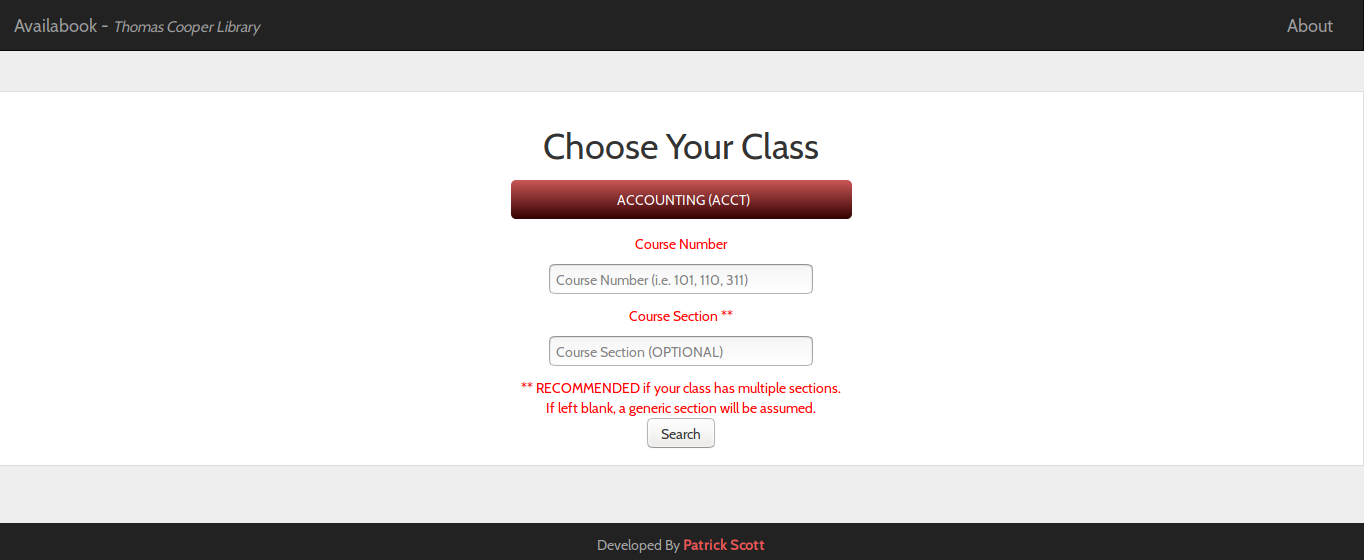 Availabook - Thomas Cooper Library
About
Choose Your Class
ACCOUNTING (ACCT)
Course Number
Course Number (i.e. 101, 110, 311)
Course Section **
Course Section (OPTIONAL)
** RECOMMENDED if your class has multiple sections.
If left blank, a generic section will be assumed.
Search
Developed By Patrick Scott